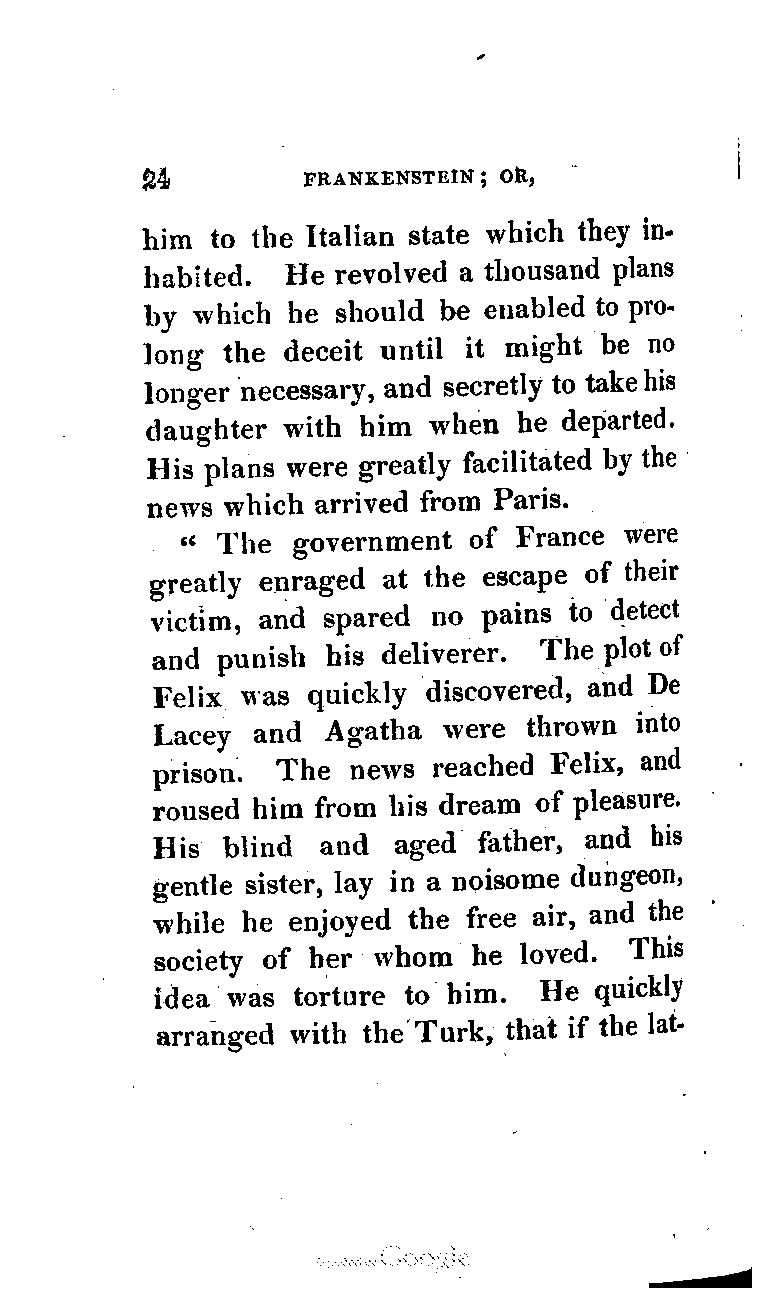 24 FRANKENSTEIN; OR,
him to the Italian state which they in-
habited. He revolved a thousand plans
by which he should be enabled to pro-
long the deceit until it might be no
longer necessary, and secretly to take his
daughter with him when he departed.
His plans were greatly facilitated by the
news which arrived from Paris.
“ The government of France were
greatly enraged at the escape of their
victim, and spared no pains to detect
and punish his deliverer. The plot of
Felix was quickly discovered, and De
Lacey and Agatha were thrown into
prison. The news reached Felix, and
roused him from his dream of pleasure.
His blind and aged father, and his
gentle sister, lay in a noisome dungeon,
while he enjoyed the free air, and the
society of her whom he loved. This
idea was torture to him. He quickly
arranged with the Turk, that if the lat-
Google